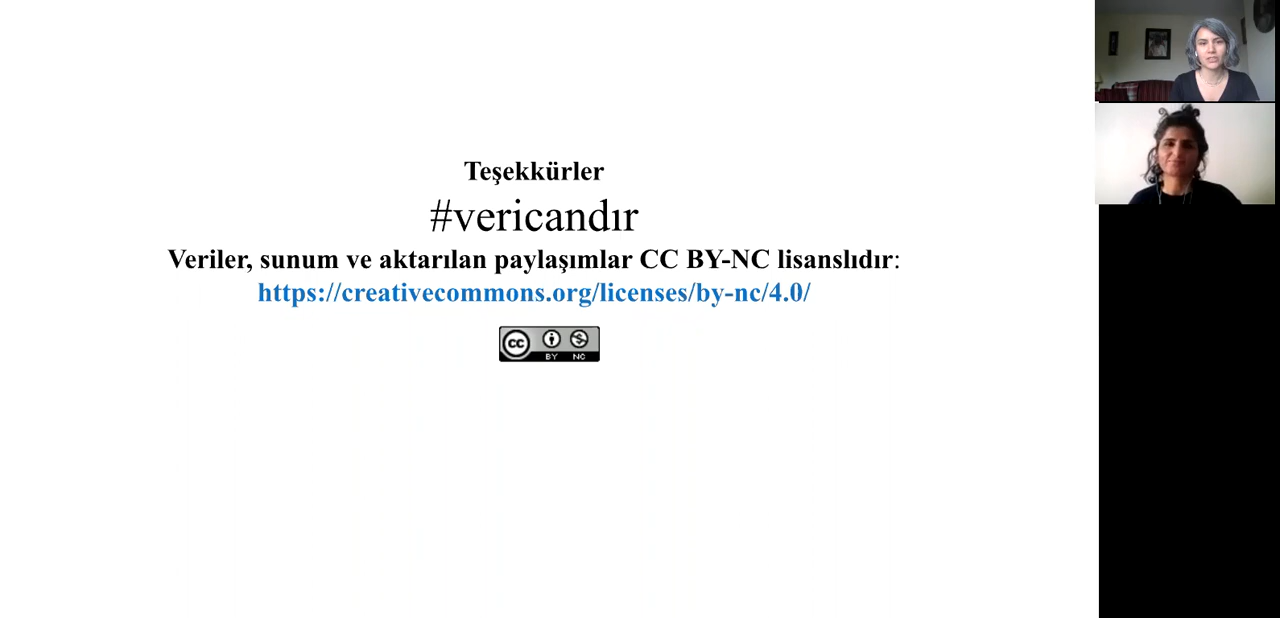 Teşekkürler
#vericandır
Veriler, sunum ve aktarılan paylaşımlar CC BY-NC lisanslıdır:
https://creativecommons.org/licenses/by-nc/4.0/
cc BY NC